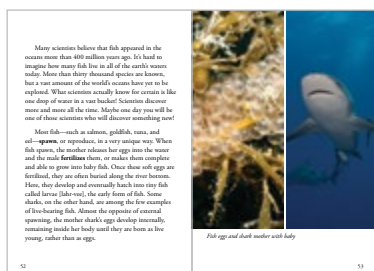 Many scientists believe that fish appeared in the
oceans more than 400 million years ago. It's hard to
imagine how many fish live in all of the earth's waters
today. More than thirty thousand species are known,
but a vast amount of the world's oceans have yet to be
explored. What scientists actually know for certain is like
one drop of water in a vast bucket! Scientists discover
more and more all the time. Maybe one day you will be
one of those scientists who will discover something new!
Most fish—such as salmon, goldfish, tuna, and
eel—spawn, or reproduce, in a very unique way. When
fish spawn, the mother releases her eggs into the water
and the male fertilizes them, or makes them complete
and able to grow into baby fish. Once these soft eggs are
fertilized, they are often buried along the river bottom.
Here, they develop and eventually hatch into tiny fish
called larvae [lahr-vee], the early form of fish. Some
sharks, on the other hand, are among the few examples
of live-bearing fish. Almost the opposite of external
spawning, the mother shark's eggs develop internally,
remaining inside her body until they are born as live
young, rather than as eggs.
Fish eggs and shark mother with baby
52
53